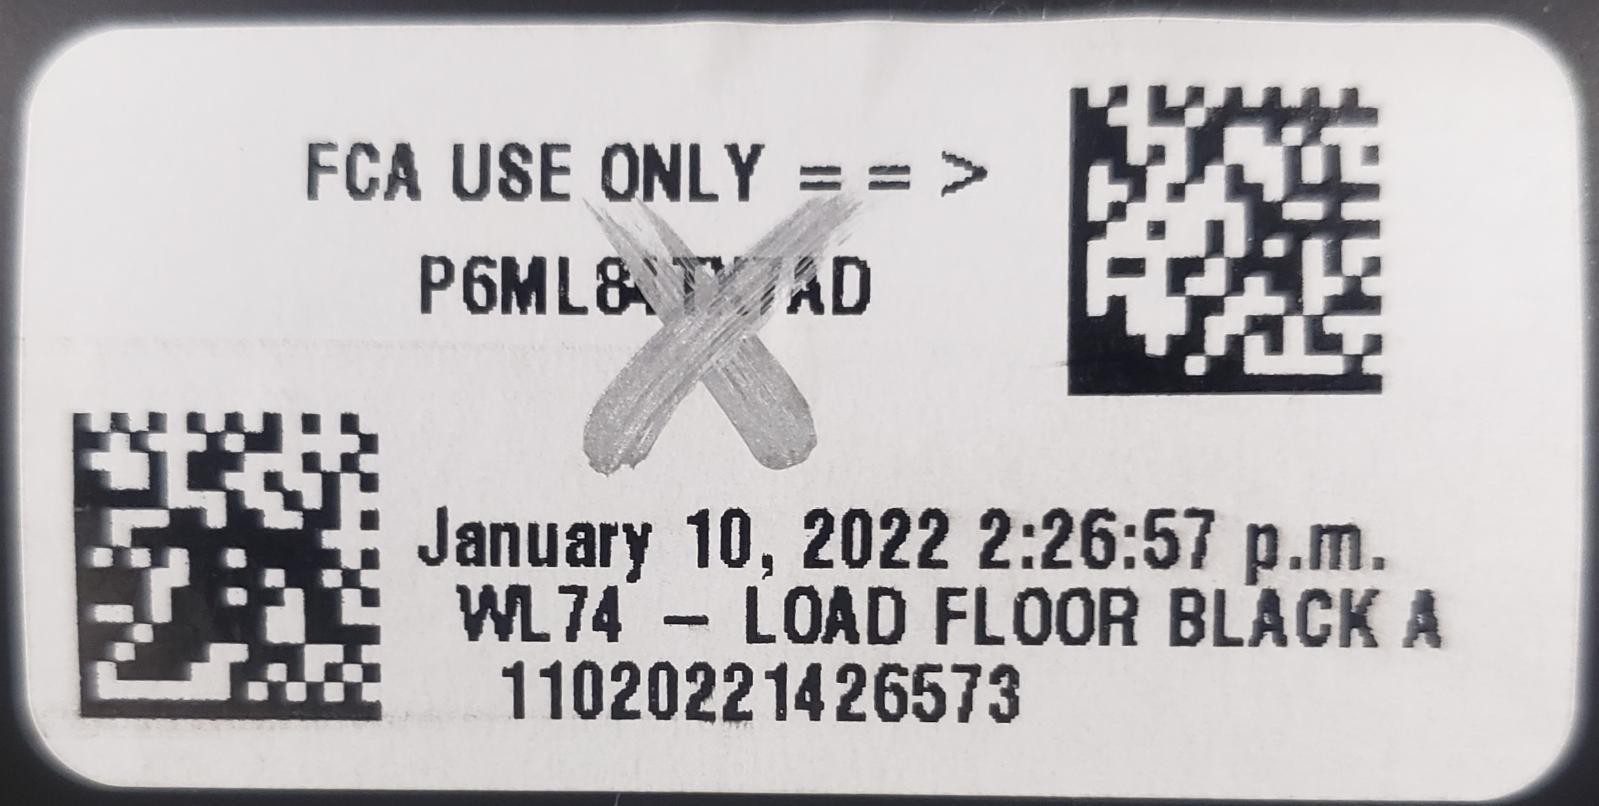 FCA USE ONLY = = >
January 10, 2022 2:26:57 p.m.
WL74 – LOAD FLOOR BLACK A
11020221426573